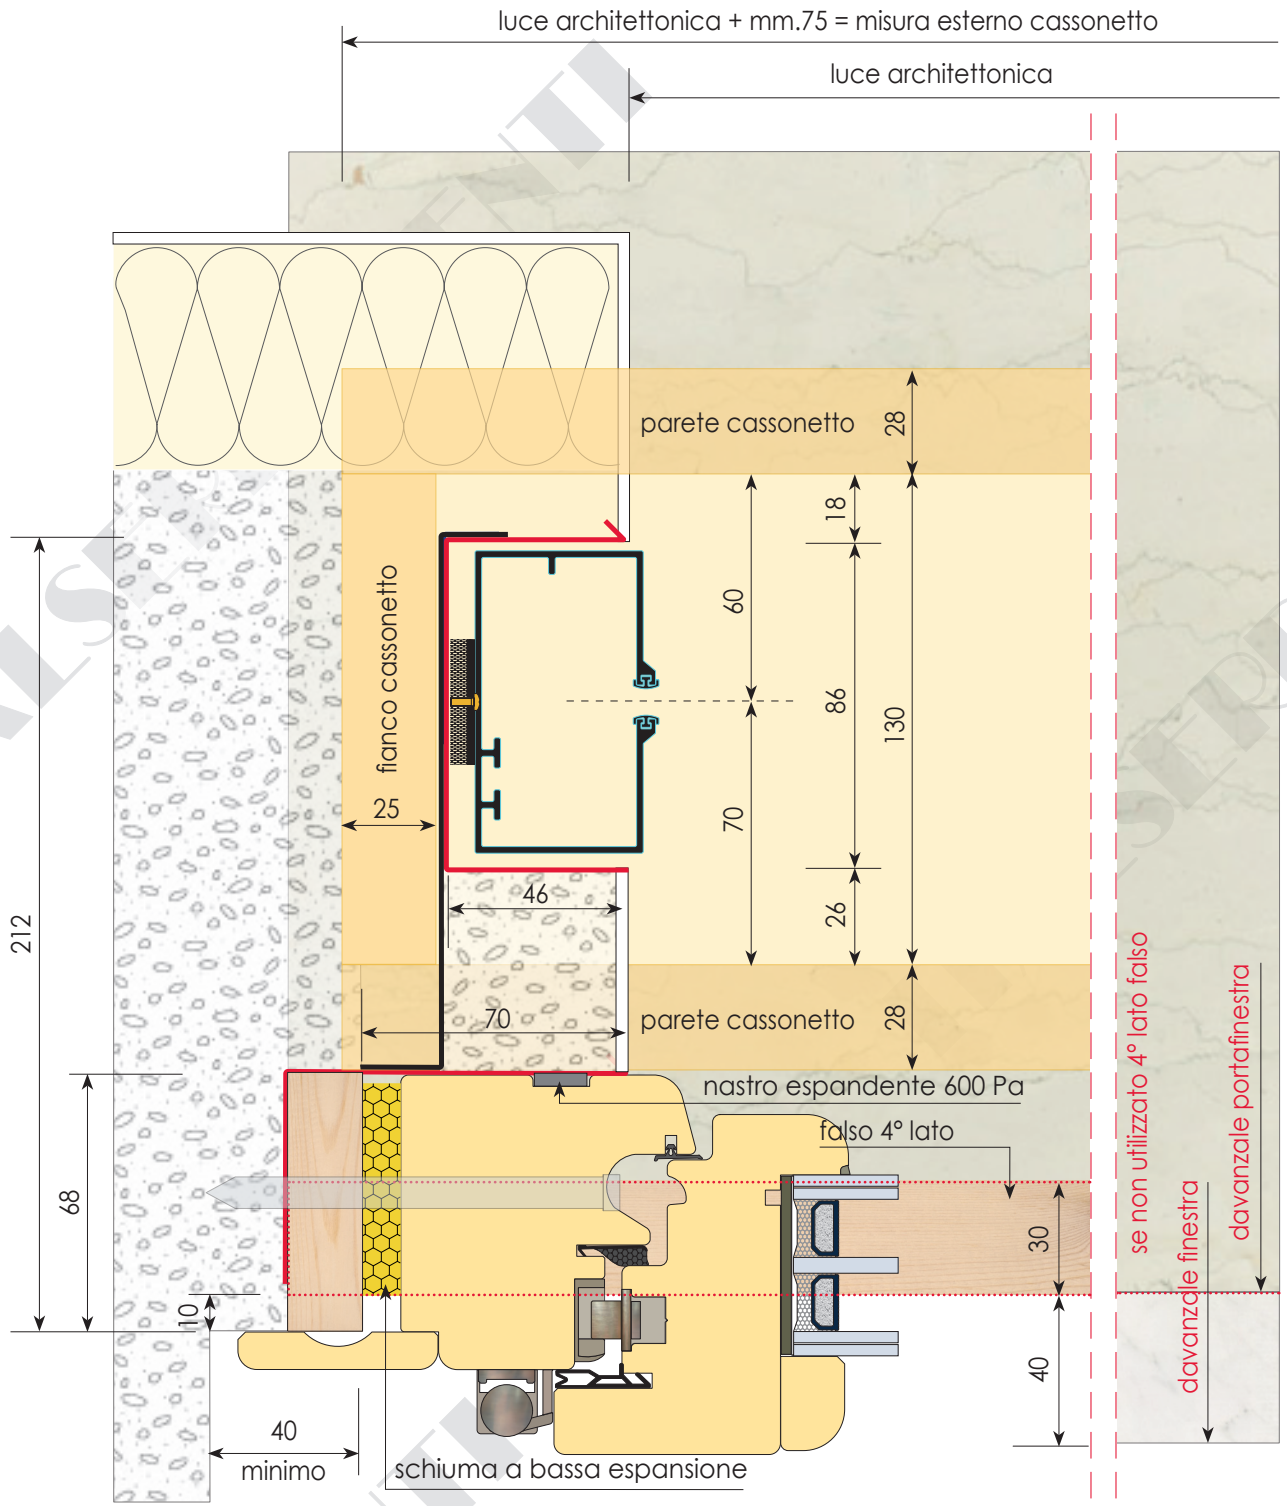 luce architettonica + mm.75 = misura esterno cassonetto
luce architettonica
parete cassonetto
28
18
60
86
130
fianco cassonetto
25
70
46
26
212
70
parete cassonetto
28
nastro espandente 600 Pa
falso 4° lato
68
10
30
40
se non utilizzato 4° lato falso
davanzale finestra
davanzale portafinestra
40
minimo
schiuma a bassa espansione